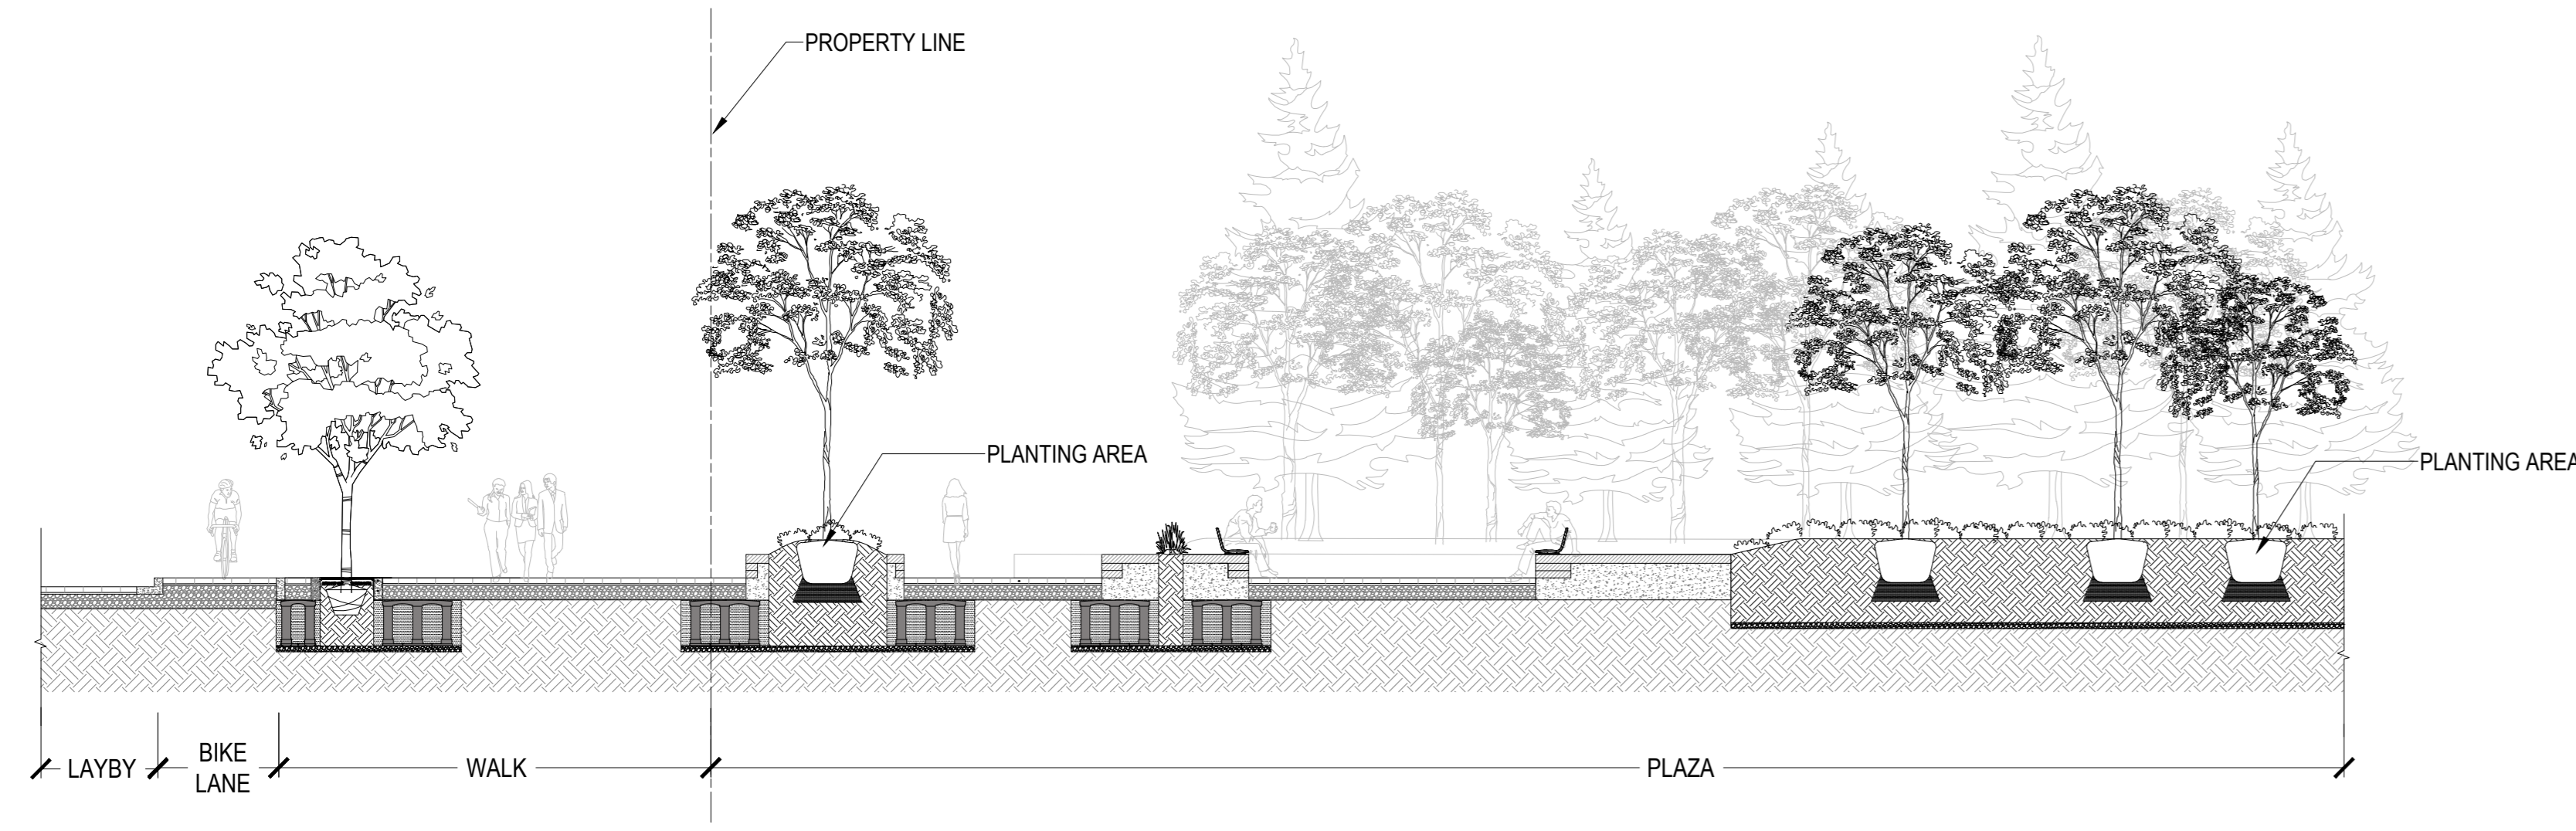 PROPERTY LINE
PLANTING AREA
PLANTING AREA
LAYBY
BIKE
LANE
WALK
PLAZA